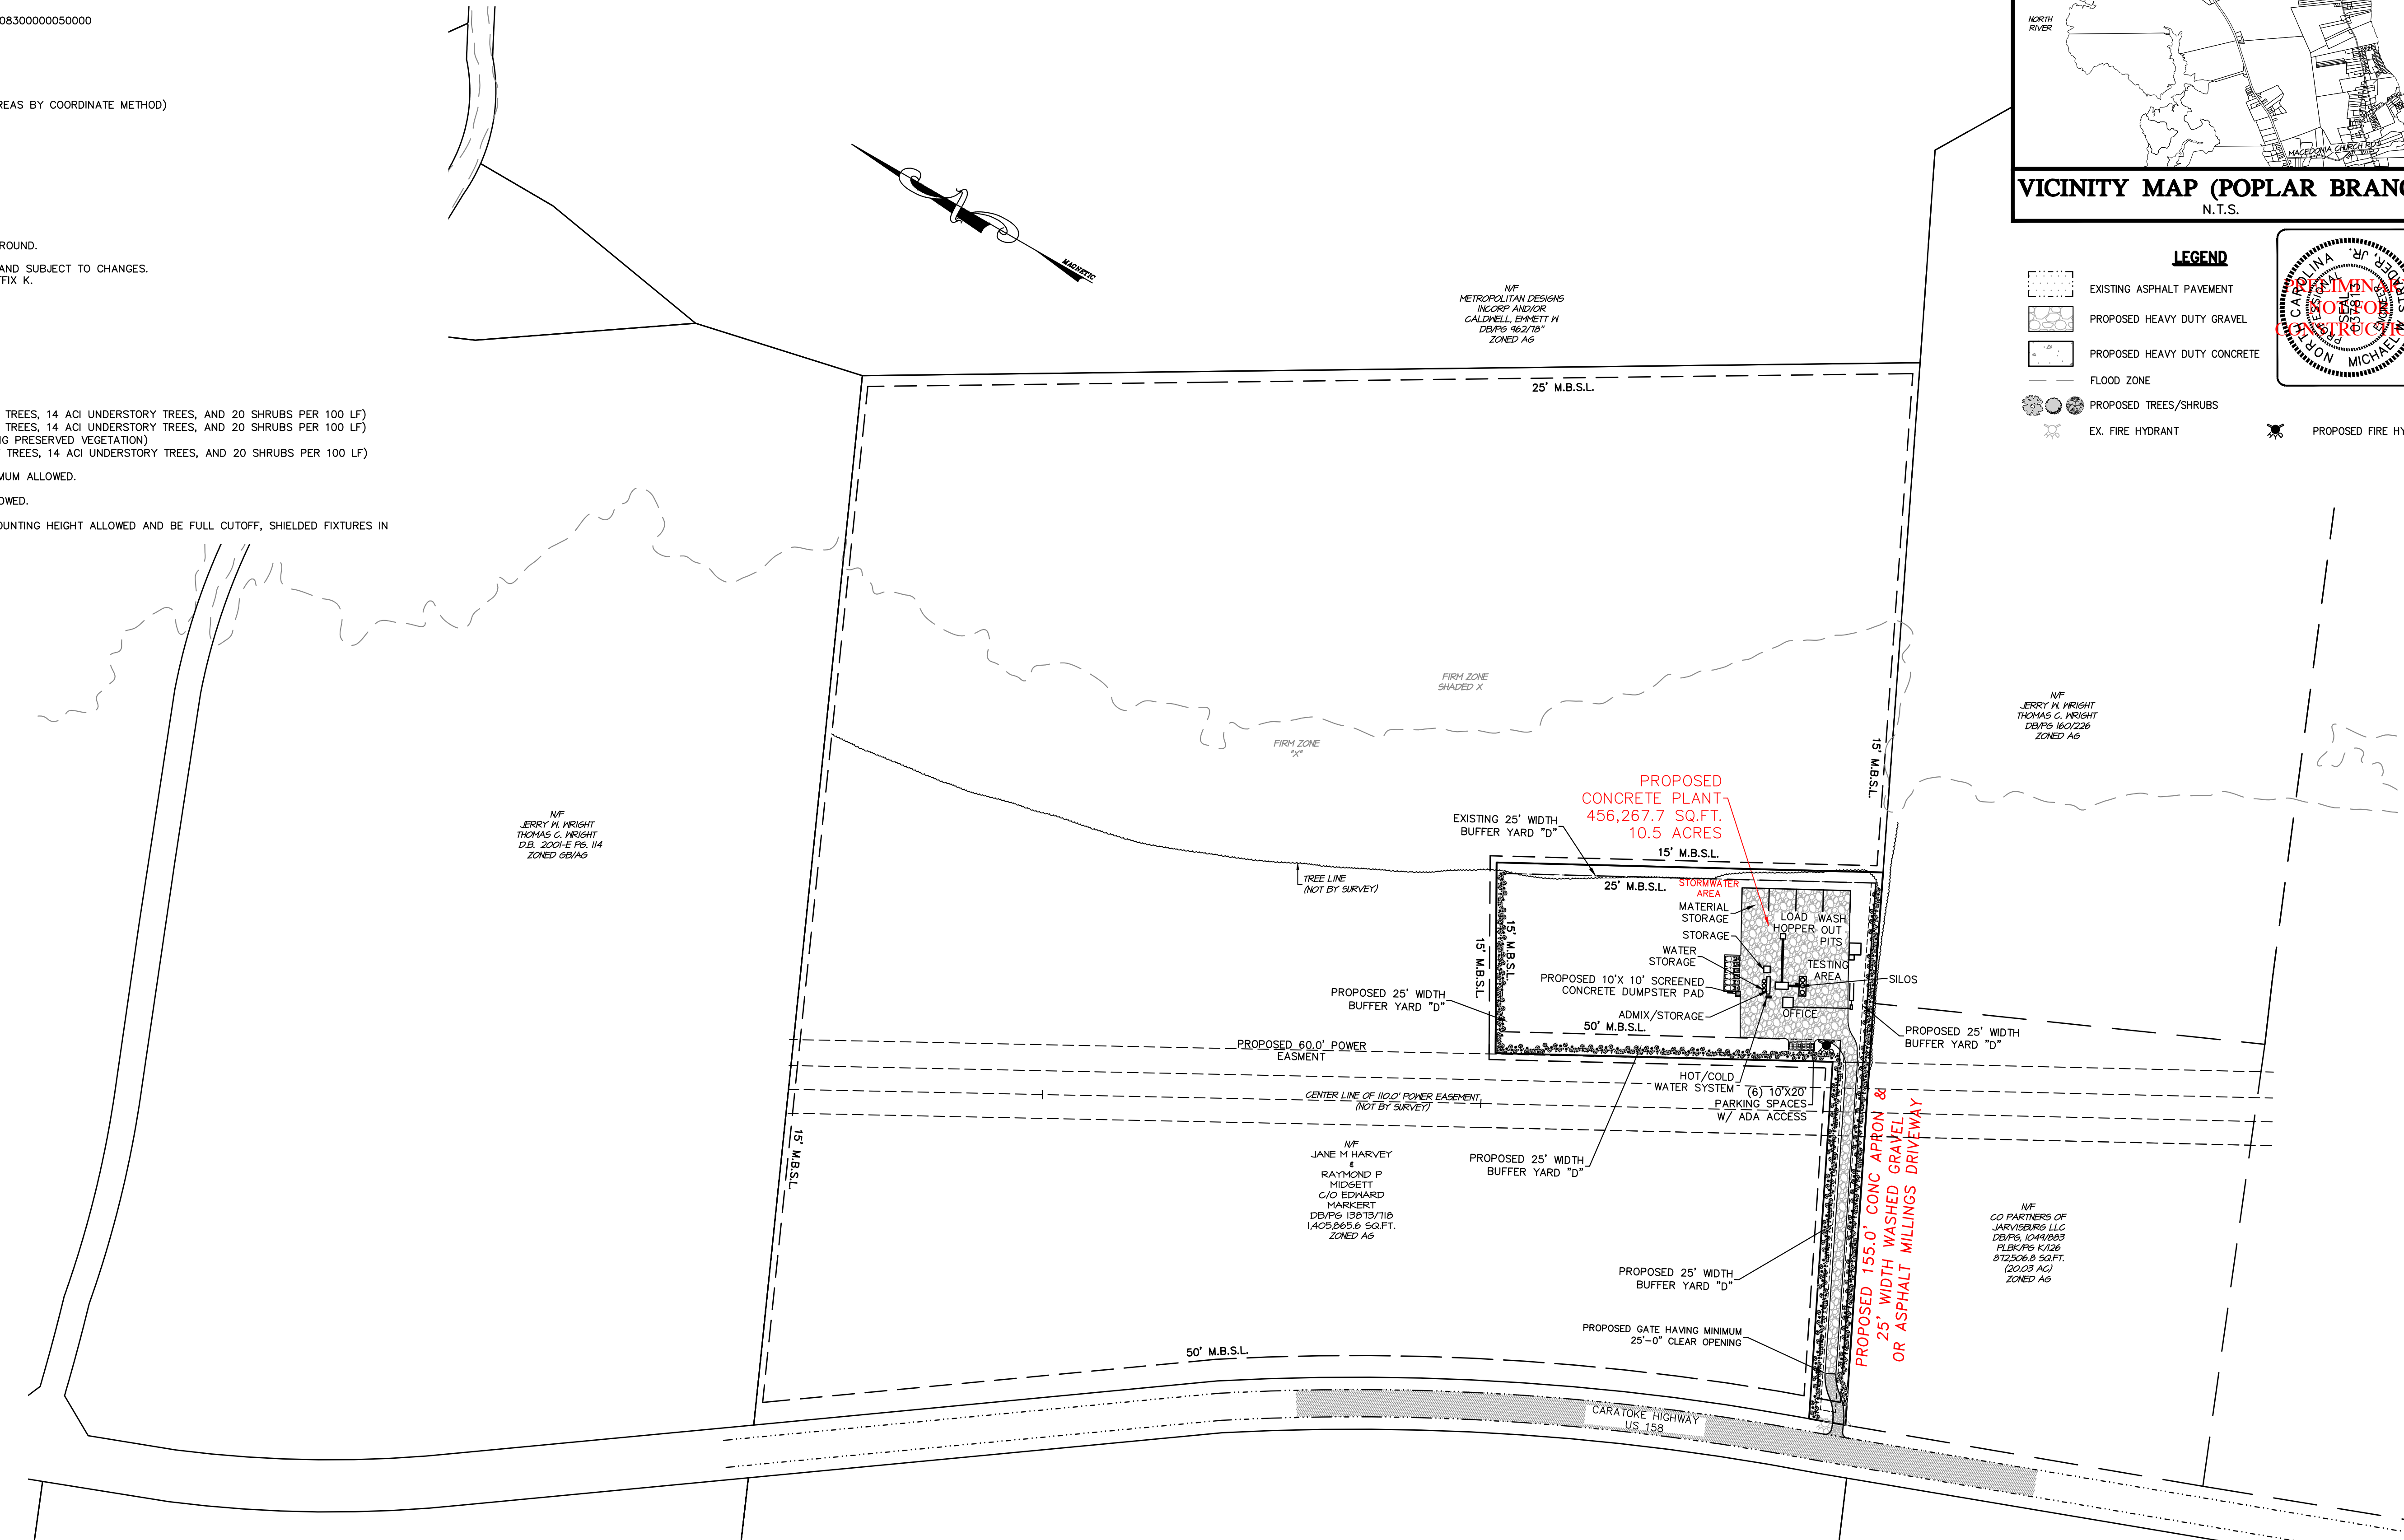 08300000050000
REAS BY COORDINATE METHOD)
ROUND.
AND SUBJECT TO CHANGES.
FIX K.
TREES, 14 ACI UNDERSTORY TREES, AND 20 SHRUBS PER 100 LF)
TREES, 14 ACI UNDERSTORY TREES, AND 20 SHRUBS PER 100 LF)
NG PRESERVED VEGETATION)
TREES, 14 ACI UNDERSTORY TREES, AND 20 SHRUBS PER 100 LF)
MUM ALLOWED.
OWED.
OUNTING HEIGHT ALLOWED AND BE FULL CUTOFF, SHIELDED FIXTURES IN
MAGNETIC
NORTH
RIVER
MACEDONIA CHURCH RD
VICINITY MAP (POPLAR BRANC
N.T.S.
LEGEND
EXISTING ASPHALT PAVEMENT
PROPOSED HEAVY DUTY GRAVEL
PROPOSED HEAVY DUTY CONCRETE
FLOOD ZONE
PROPOSED TREES/SHRUBS
EX. FIRE HYDRANT
PROPOSED FIRE HY
NORTH CAROLINA
PROFESSIONAL
SEAL
ENGINEER
MICHAEL W
JR.
PRELIMINAR
NOT FOR
CONSTRUCTIO
N/F
METROPOLITAN DESIGNS
INCORP AND/OR
CALDWELL, EMMETT W
DB/PG 962/78"
ZONED AG
25' M.B.S.L.
FIRM ZONE
SHADED X
FIRM ZONE
"X"
N/F
JERRY W. WRIGHT
THOMAS C. WRIGHT
DB/PG 160/226
ZONED AG
15' M.B.S.L.
N/F
JERRY W. WRIGHT
THOMAS C. WRIGHT
D.B. 2001-E PG. 114
ZONED GB/AG
PROPOSED
CONCRETE PLANT
456,267.7 SQ.FT.
10.5 ACRES
EXISTING 25' WIDTH
BUFFER YARD "D"
15' M.B.S.L.
TREE LINE
(NOT BY SURVEY)
25' M.B.S.L.
STORMWATER
AREA
MATERIAL
STORAGE
LOAD
HOPPER
WASH
OUT
PITS
STORAGE
WATER
STORAGE
TESTING
AREA
15' M.B.S.L.
15' M.B.S.L.
PROPOSED 10'X 10' SCREENED
CONCRETE DUMPSTER PAD
SILOS
PROPOSED 25' WIDTH
BUFFER YARD "D"
ADMIX/STORAGE
OFFICE
50' M.B.S.L.
PROPOSED 25' WIDTH
BUFFER YARD "D"
PROPOSED 60.0' POWER
EASMENT
HOT/COLD
WATER SYSTEM
(6) 10'X20'
PARKING SPACES
W/ ADA ACCESS
CENTER LINE OF 110.0' POWER EASEMENT
(NOT BY SURVEY)
15' M.B.S.L.
N/F
JANE M HARVEY
&
RAYMOND P
MIDGETT
C/O EDWARD
MARKERT
DB/PG 13873/718
1,405,865.6 SQ.FT.
ZONED AG
PROPOSED 25' WIDTH
BUFFER YARD "D"
PROPOSED 155.0' CONC APRON &
25' WIDTH WASHED GRAVEL
OR ASPHALT MILLINGS DRIVEWAY
N/F
CO PARTNERS OF
JARVISBURG LLC
DB/PG, 1049/883
PLBK/PG K/126
872,506.8 SQ.FT.
(20.03 AC)
ZONED AG
PROPOSED 25' WIDTH
BUFFER YARD "D"
PROPOSED GATE HAVING MINIMUM
25'-0" CLEAR OPENING
50' M.B.S.L.
CARATOKE HIGHWAY
US 158